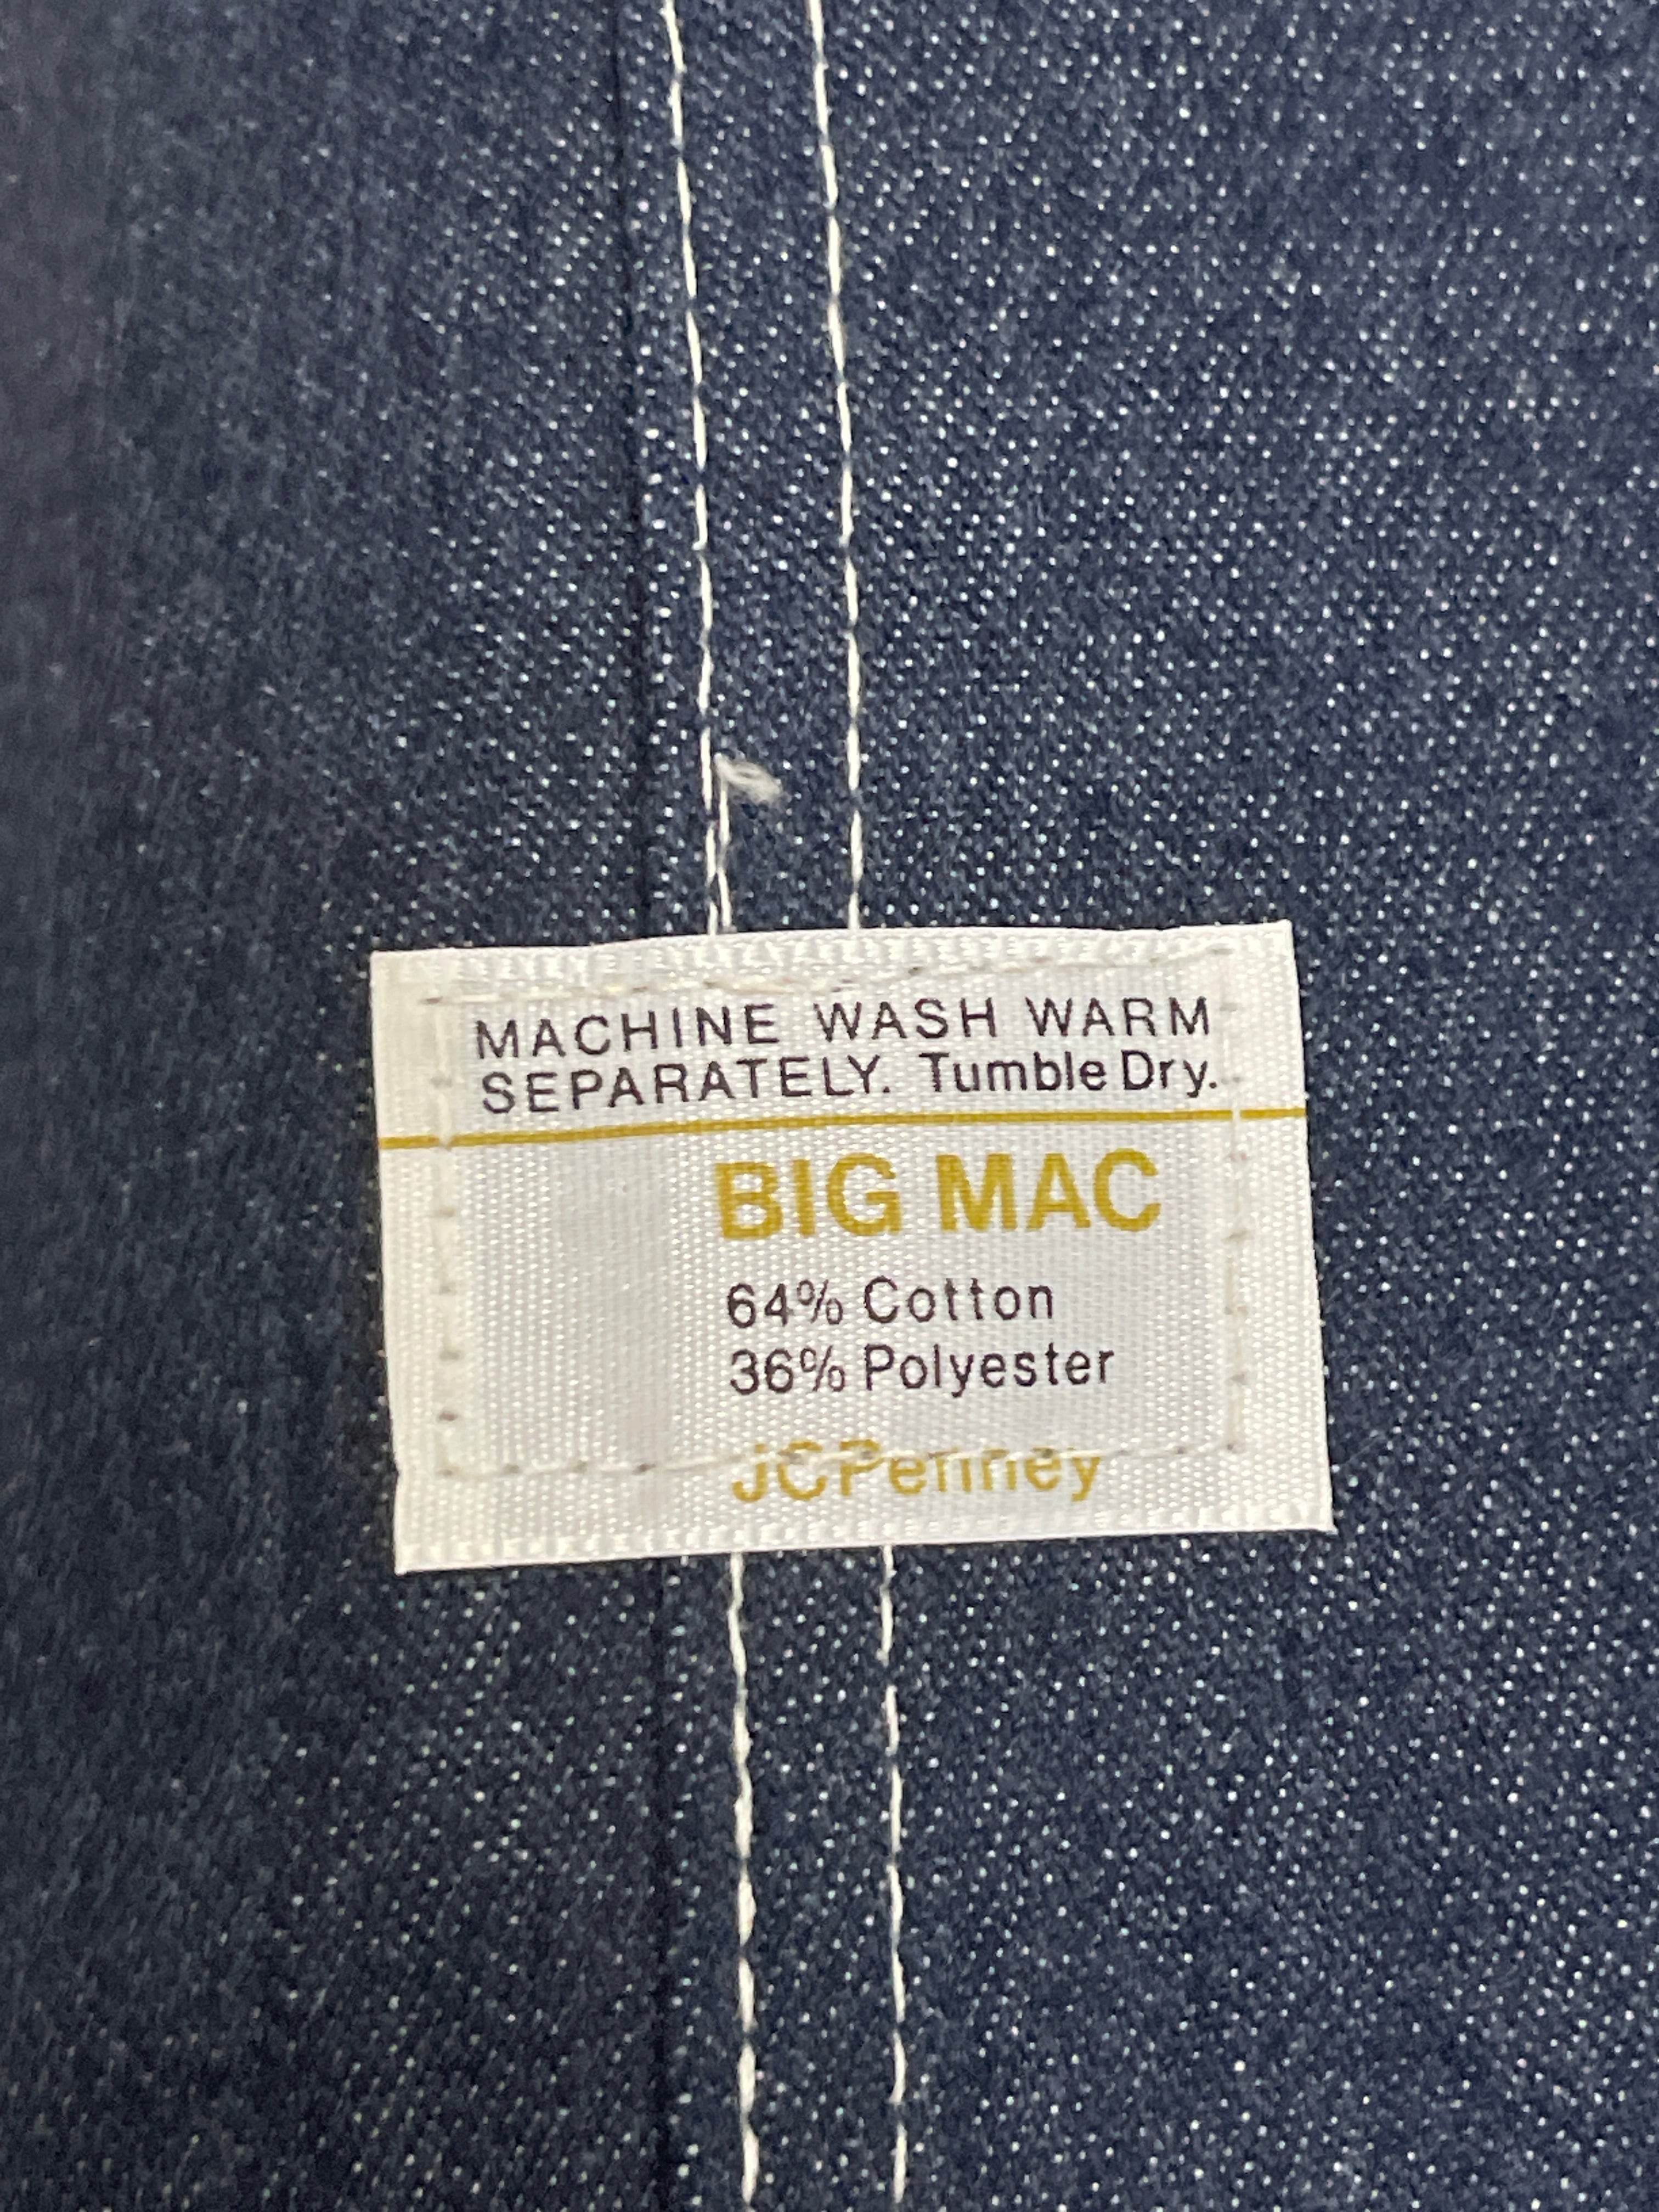 MACHINE WASH WARM
SEPARATELY. Tumble Dry.
BIG MAC
64% Cotton
36% Polyester
JCPenney